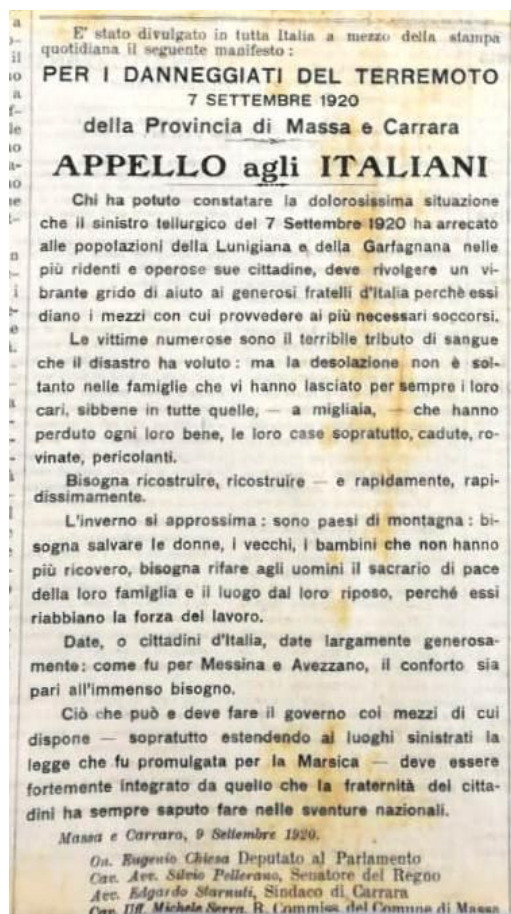 E' stato divulgato in tutta Italia a mezzo della stampa
quotidiana il seguente manifesto :
PER I DANNEGGIATI DEL TERREMOTO
7 SETTEMBRE 1920
della Provincia di Massa e Carrara
APPELLO agli ITALIANI
Chi ha potuto constatare la dolorosissima situazione
che il sinistro tellurgico del 7 Settembre 1920 ha arrecato
alle popolazioni della Lunigiana e della Garfagnana nelle
più ridenti e operose sue cittadine, deve rivolgere un vi-
brante grido di aiuto ai generosi fratelli d'Italia perchè essi
diano i mezzi con cui provvedere ai più necessari soccorsi.
Le vittime numerose sono il terribile tributo di sangue
che il disastro ha voluto : ma la desolazione non è sol-
tanto nelle famiglie che vi hanno lasciato per sempre i loro
cari, sibbene in tutte quelle, — a migliaia, — che hanno
perduto ogni loro bene, le loro case sopratutto, cadute, ro-
vinate, pericolanti.
Bisogna ricostruire, ricostruire — e rapidamente, rapi-
dissimamente.
L'inverno si approssima : sono paesi di montagna : bi-
sogna salvare le donne, i vecchi, i bambini che non hanno
più ricovero, bisogna rifare agli uomini il sacrario di pace
della loro famiglia e il luogo dal loro riposo, perché essi
riabbiano la forza del lavoro.
Date, o cittadini d'Italia, date largamente generosa-
mente: come fu per Messina e Avezzano, il conforto sia
pari all'immenso bisogno.
Ciò che può e deve fare il governo coi mezzi di cui
dispone — sopratutto estendendo ai luoghi sinistrati la
legge che fu promulgata per la Marsica — deve essere
fortemente integrato da quello che la fraternità dei citta-
dini ha sempre saputo fare nelle sventure nazionali.
Massa e Carrara, 9 Settembre 1920.
On. Eugenio Chiesa Deputato al Parlamento
Cav. Avv. Silvio Pellerano, Senatore del Regno
Avv. Edgardo Starnuti, Sindaco di Carrara
Cav. Uff. Michele Serra, R. Commiss. del Comune di Massa